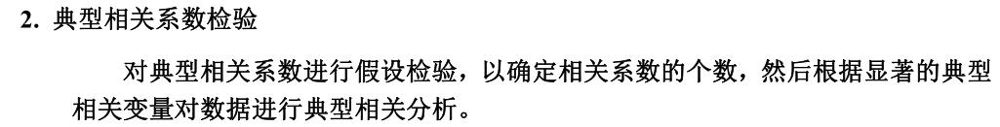 2. 典型相关系数检验
对典型相关系数进行假设检验，以确定相关系数的个数，然后根据显著的典型
相关变量对数据进行典型相关分析。